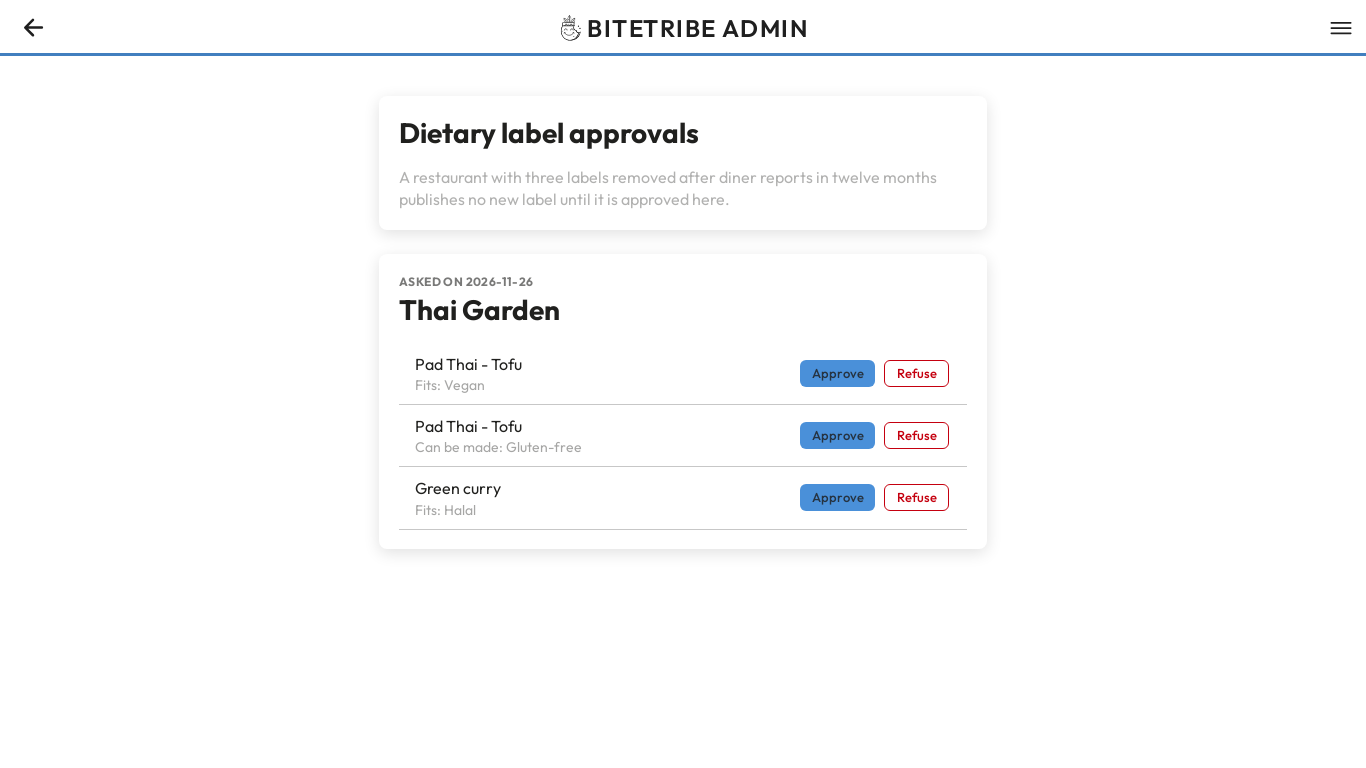 BITETRIBE ADMIN
Dietary label approvals
A restaurant with three labels removed after diner reports in twelve months
publishes no new label until it is approved here.
ASKED ON 2026-11-26
Thai Garden
Pad Thai - Tofu
Fits: Vegan
Approve
Refuse
Pad Thai - Tofu
Can be made: Gluten-free
Approve
Refuse
Green curry
Fits: Halal
Approve
Refuse